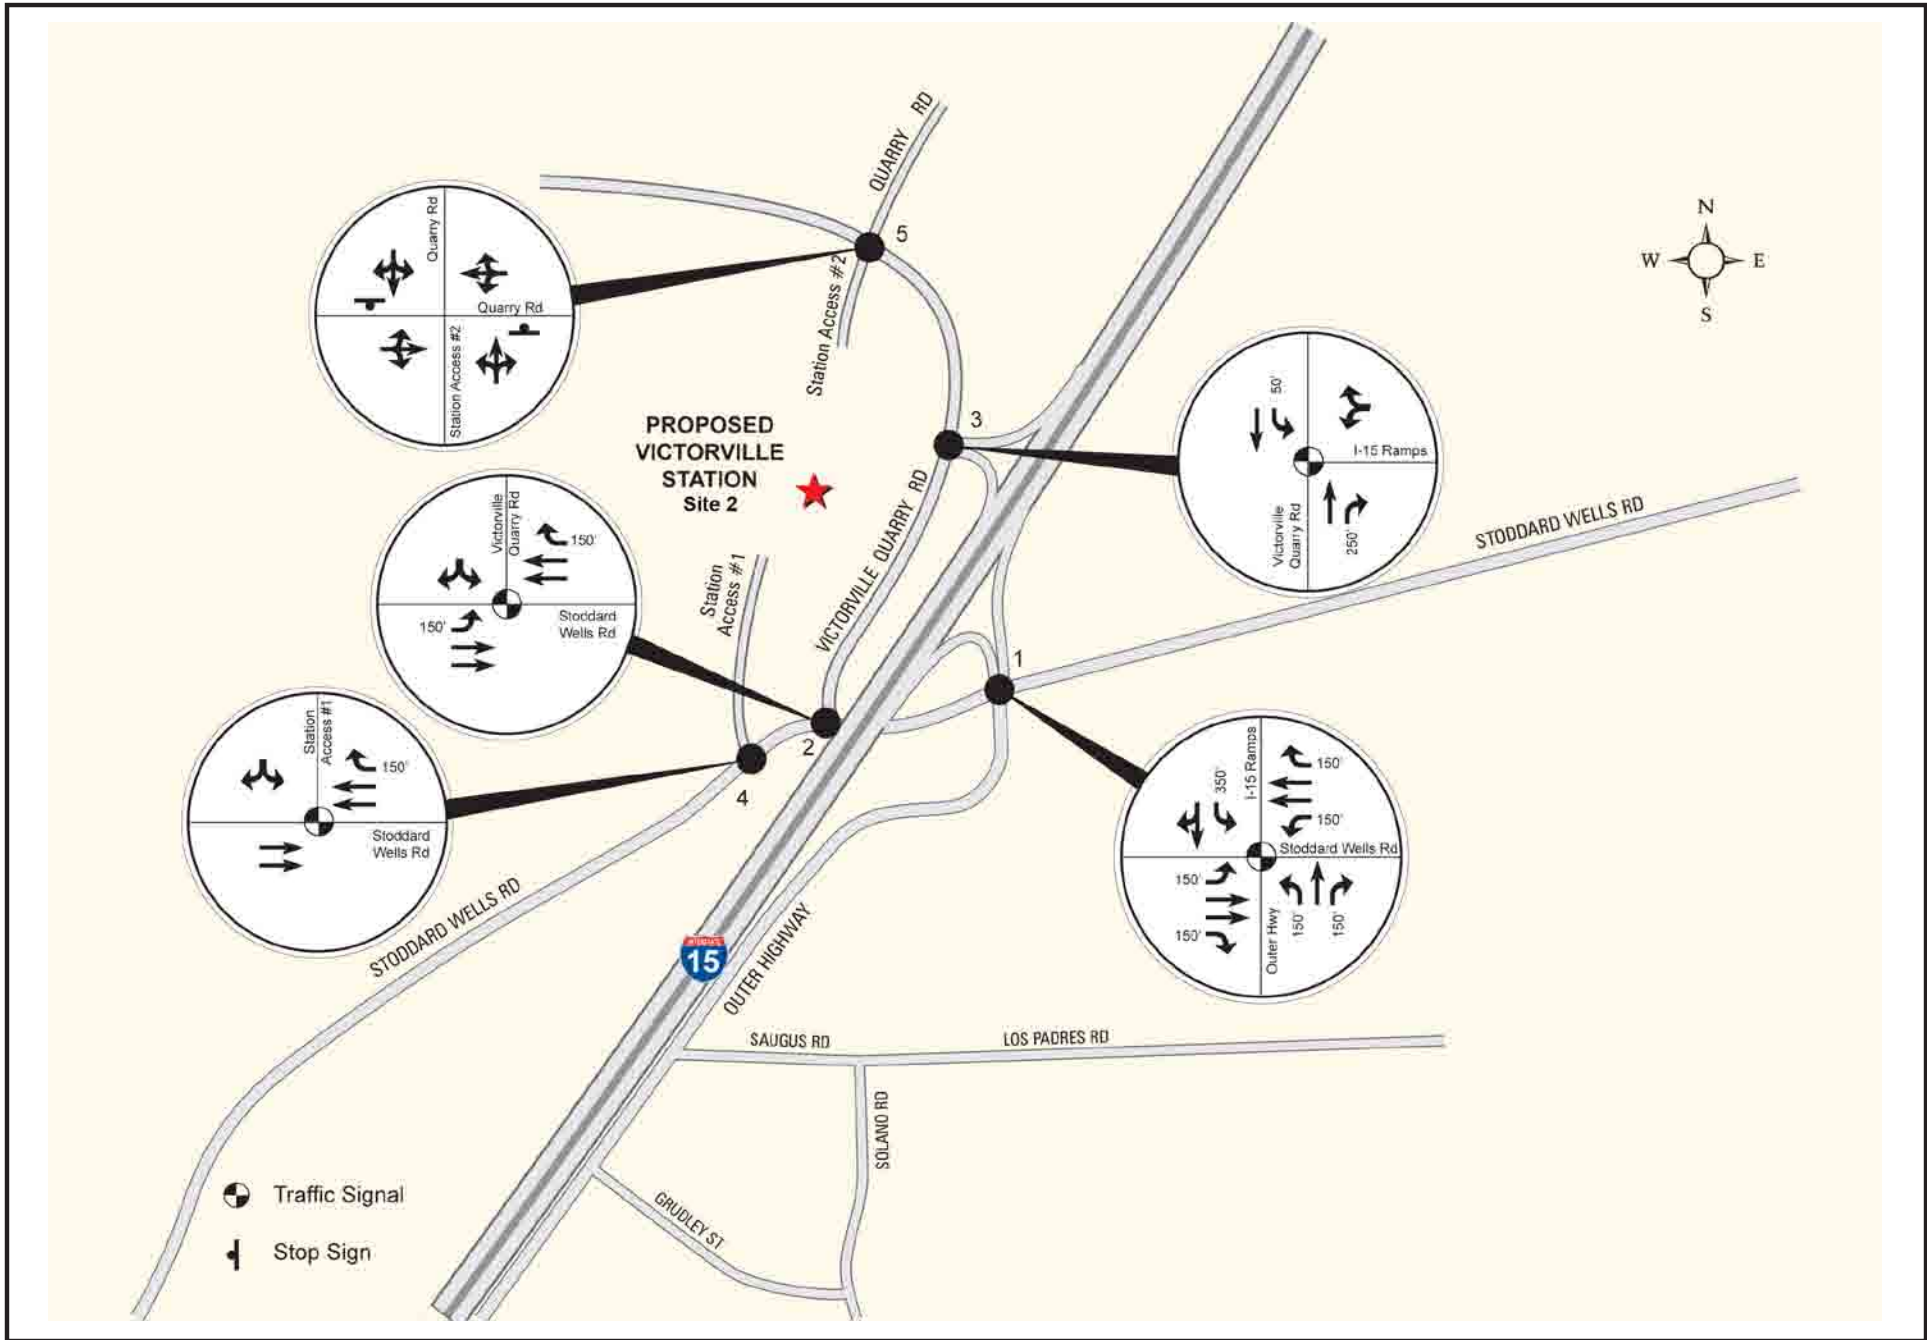 QUARRY RD
5
Station Access #2
Quarry Rd
Quarry Rd
Station Access #2
N
W
E
S
PROPOSED
VICTORVILLE
STATION
Site 2
3
50'
I-15 Ramps
Victorville
Quarry Rd
250'
VICTORVILLE QUARRY RD
STODDARD WELLS RD
Victorville
Quarry Rd
150'
150'
Stoddard
Wells Rd
Station
Access #1
1
2
4
Station
Access #1
150'
Stoddard
Wells Rd
I-15 Ramps
350'
150'
150'
Stoddard Wells Rd
150'
150'
Outer Hwy
150'
150'
STODDARD WELLS RD
INTERSTATE
15
OUTER HIGHWAY
SAUGUS RD
LOS PADRES RD
SOLANO RD
GRUDLEY ST
Traffic Signal
Stop Sign